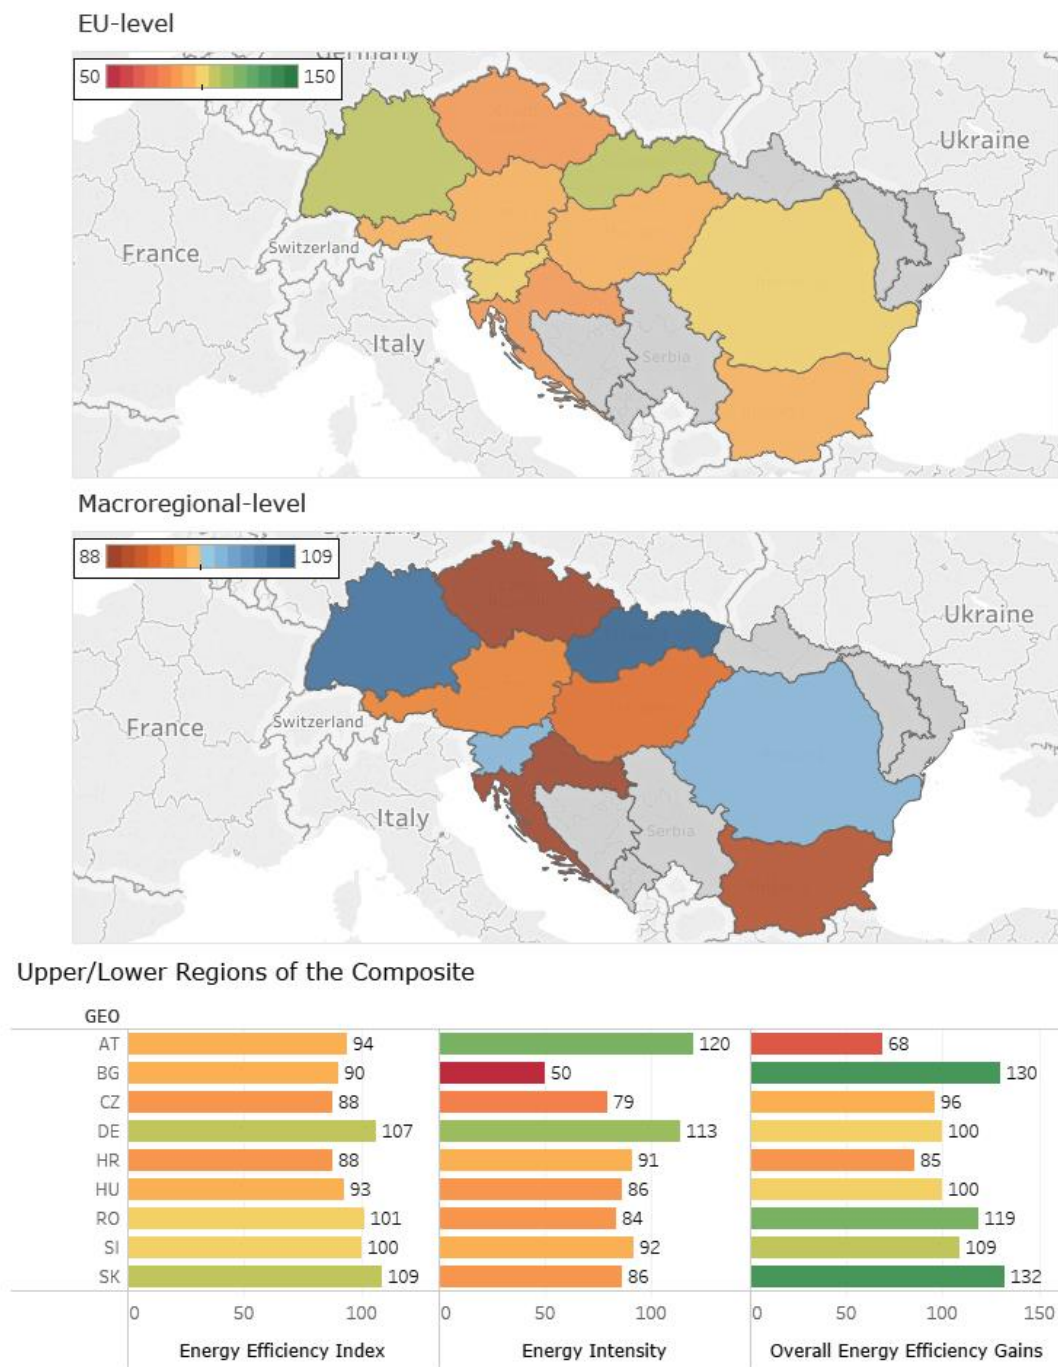 EU-level
Germany
50 150
Ukraine
France
Switzerland
Italy
Serbia
Macroregional-level
Germany
88 109
Ukraine
France
Switzerland
Italy
Serbia
Upper/Lower Regions of the Composite
GEO
AT 94 120 68
BG 90 50 130
CZ 88 79 96
DE 107 113 100
HR 88 91 85
HU 93 86 100
RO 101 84 119
SI 100 92 109
SK 109 86 132
0 50 100 0 50 100 0 50 100 150
Energy Efficiency Index Energy Intensity Overall Energy Efficiency Gains